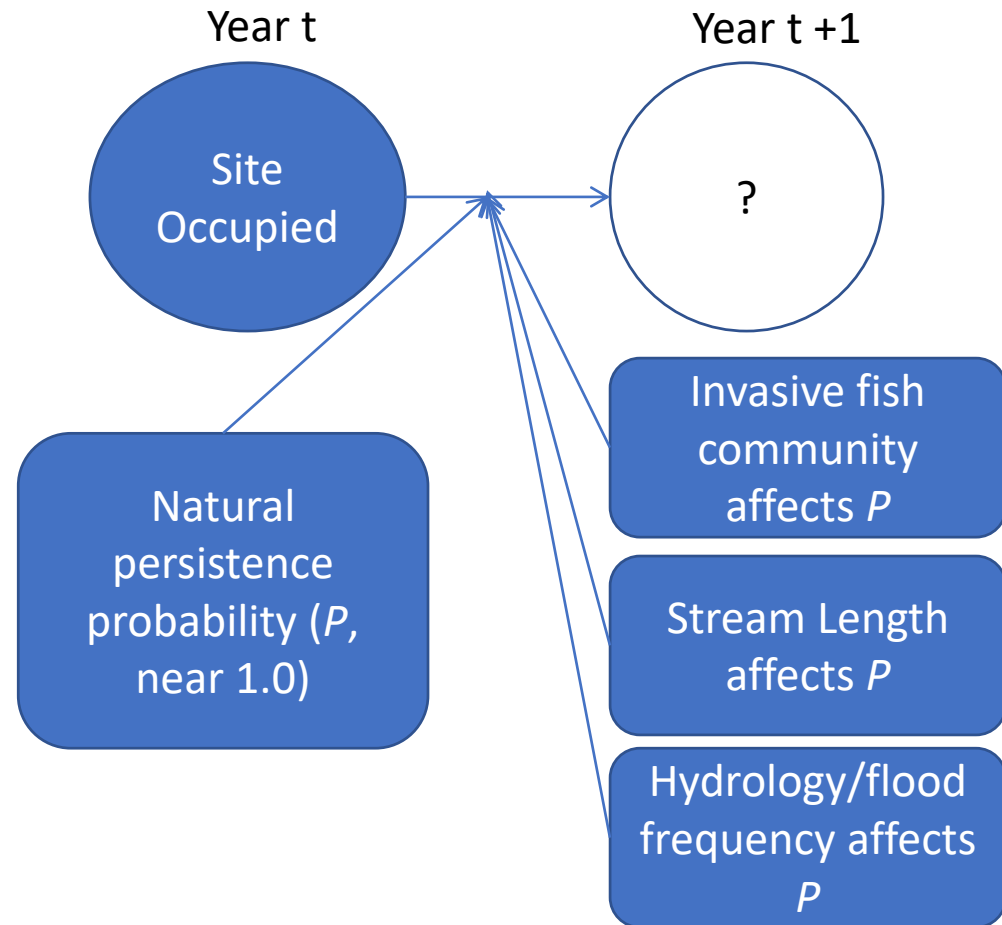 Year t
Year t +1
Site
Occupied
?
Natural
persistence
probability (P,
near 1.0)
Invasive fish
community
affects P
Stream Length
affects P
Hydrology/flood
frequency affects
P